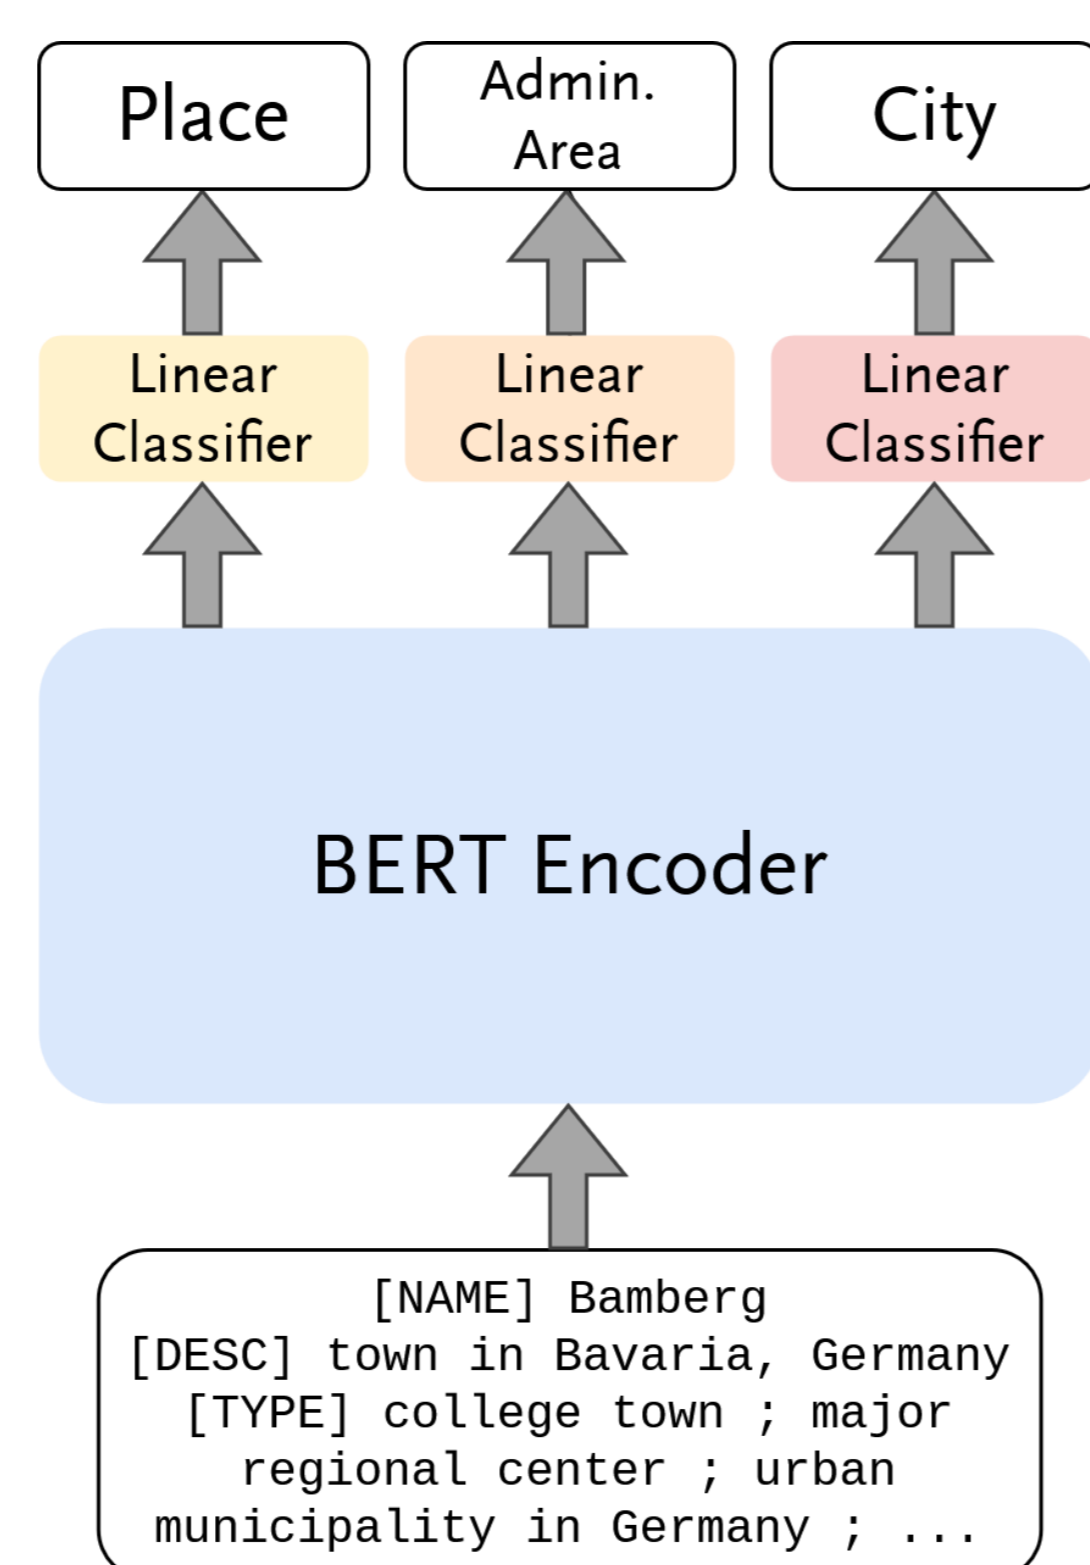 Place
Admin.
Area
City
Linear
Classifier
Linear
Classifier
Linear
Classifier
BERT Encoder
[NAME] Bamberg
[DESC] town in Bavaria, Germany
[TYPE] college town ; major
regional center ; urban
municipality in Germany ; ...